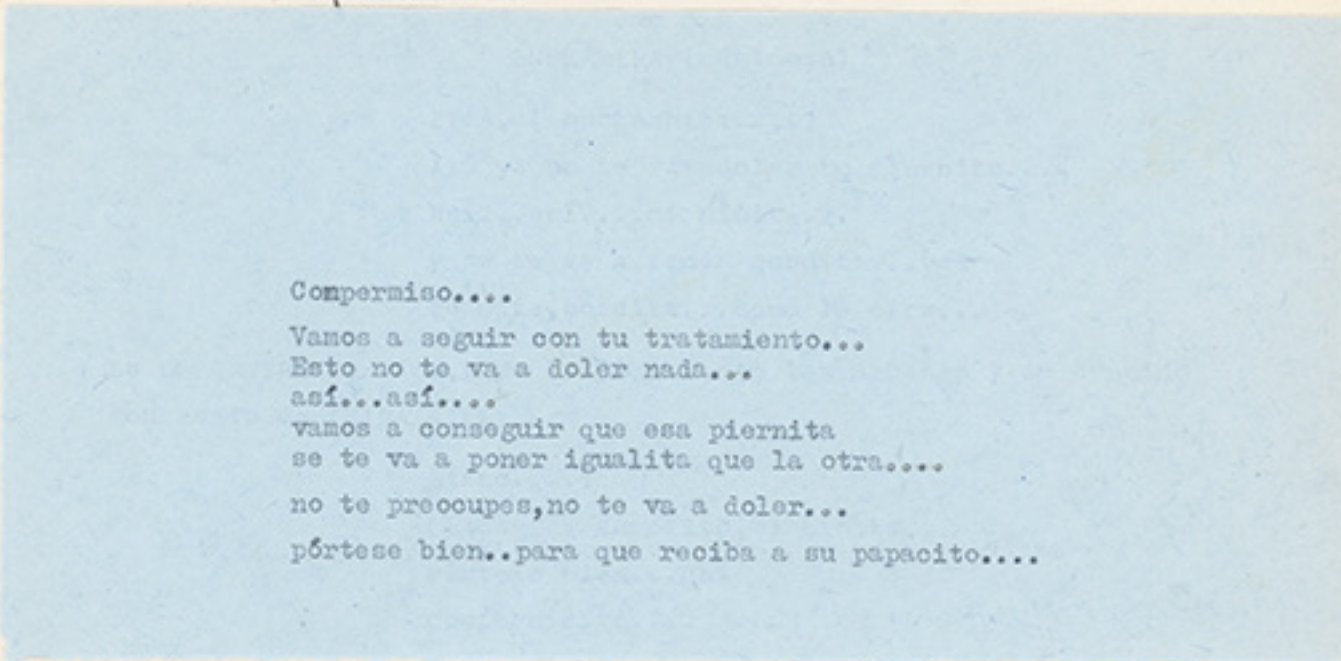 Compermiso....
Vamos a seguir con tu tratamiento...
Esto no te va a doler nada...
así...así....
vamos a conseguir que esa piernita
se te va a poner igualita que la otra....
no te preocupes,no te va a doler...
pórtese bien..para que reciba a su papacito....